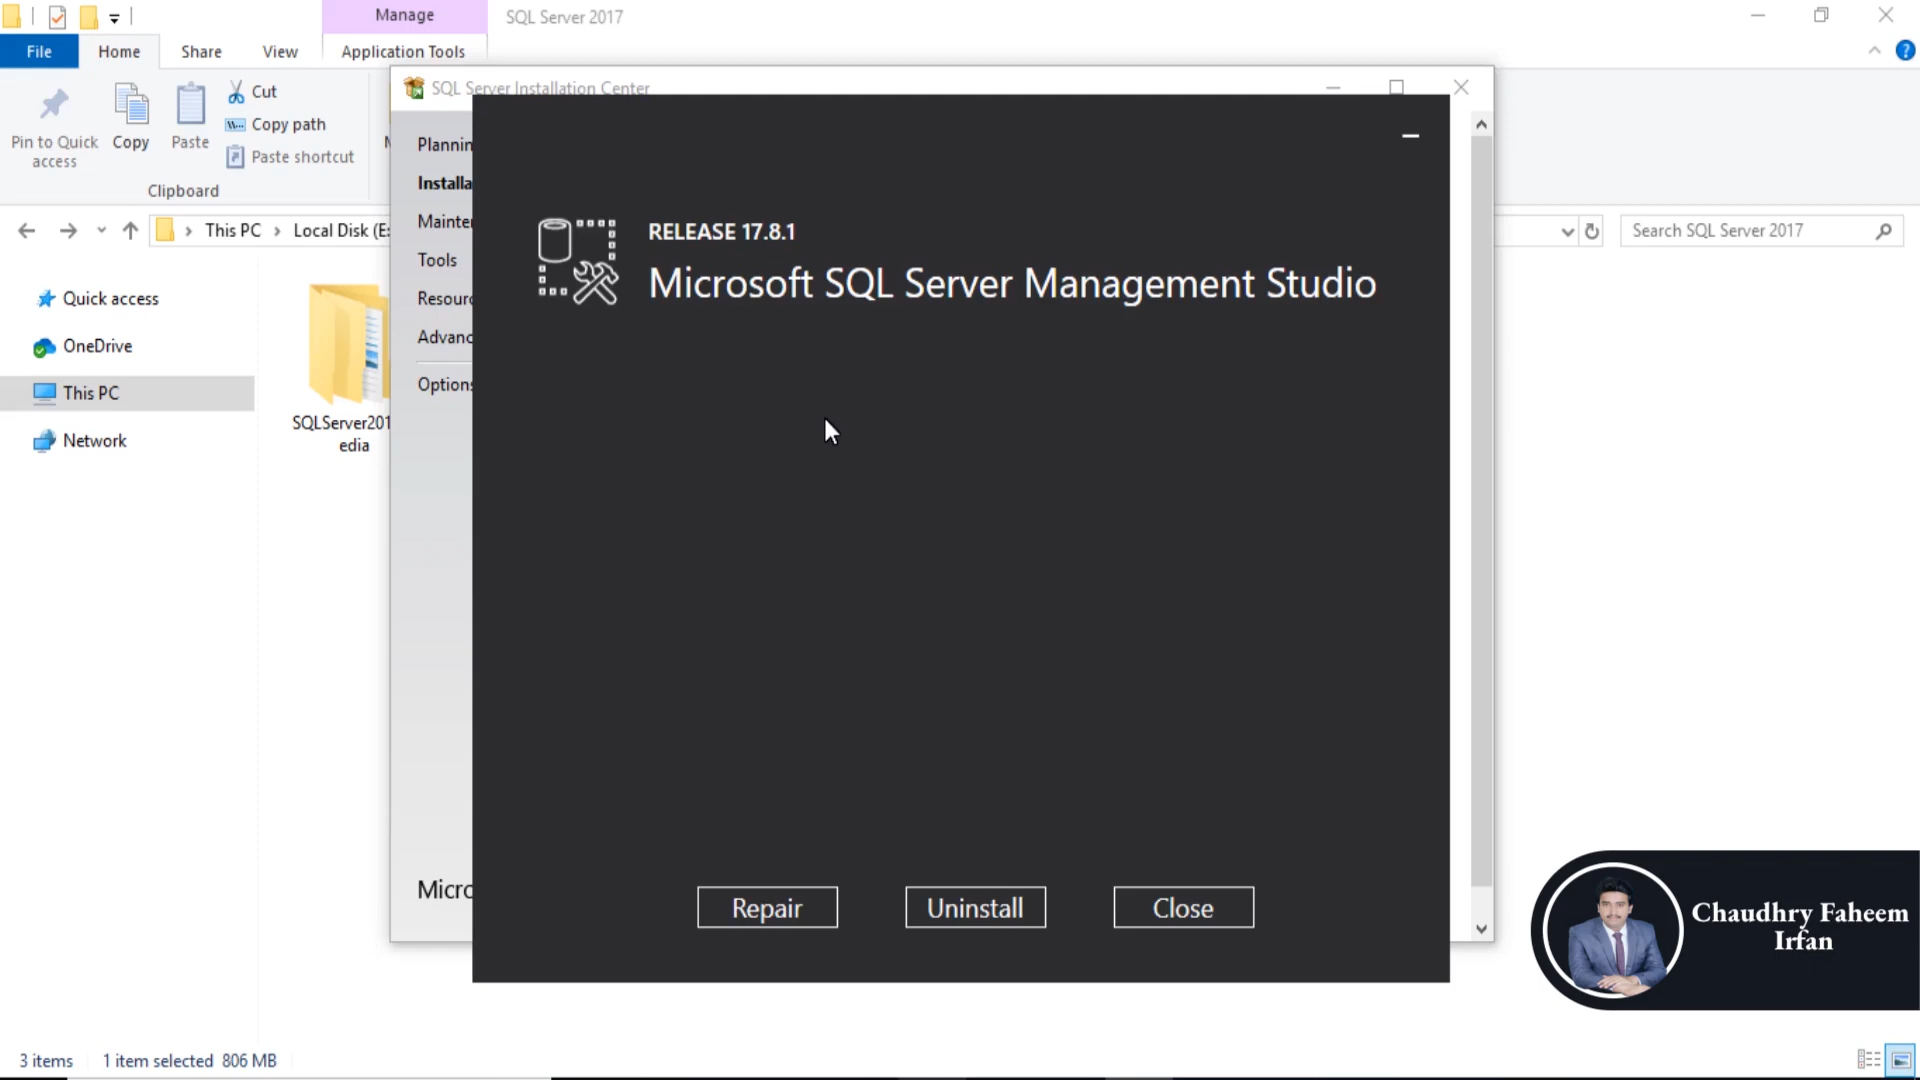 Manage
SQL Server 2017
File
Home
Share
View
Application Tools
Pin to Quick
access
Copy
Paste
Cut
Copy path
Paste shortcut
Clipboard
SQL Server Installation Center
This PC
Local Disk (E:
Search SQL Server 2017
Quick access
OneDrive
This PC
Network
SQLServer201
edia
Plannin
Installa
Mainter
Tools
Resourc
Advanc
Options
Micro
RELEASE 17.8.1
Microsoft SQL Server Management Studio
Repair
Uninstall
Close
Chaudhry Faheem
Irfan
3 items
1 item selected 806 MB